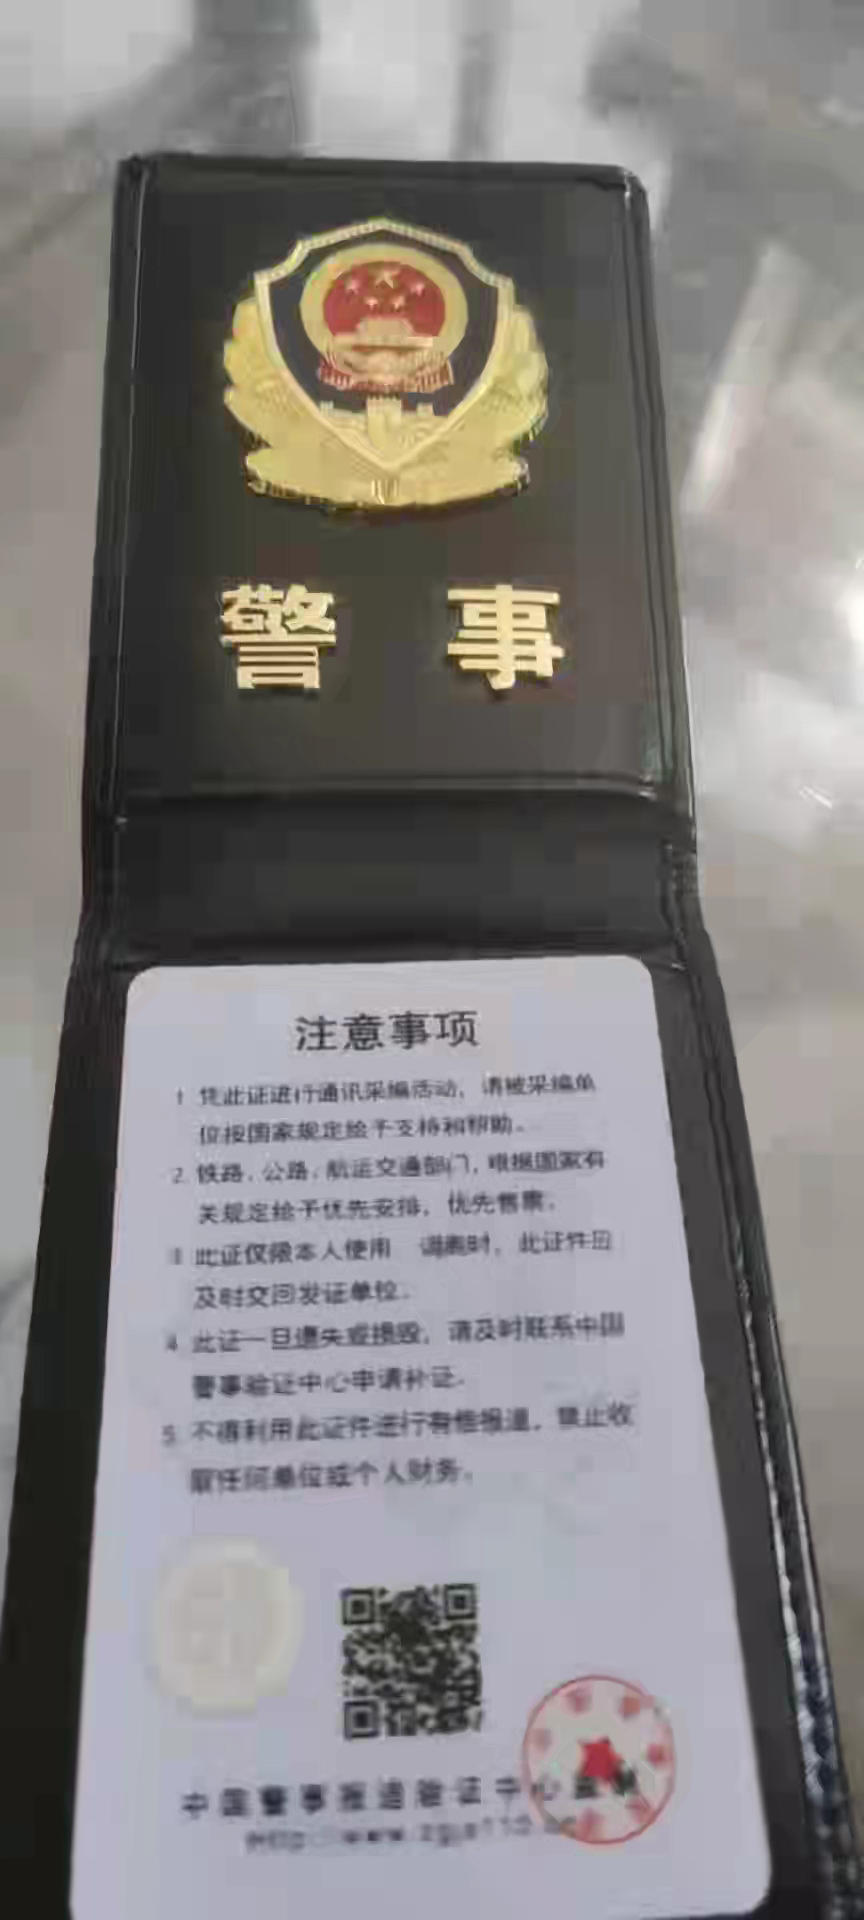 警 事
注意事项
1 凭此证进行通讯采编活动，请被采编单
位按国家规定给予支持和帮助。
2 铁路、公路、航运交通部门，根据国家有
关规定给予优先安排，优先售票。
3 此证仅限本人使用 调离时，此证件应
及时交回发证单位。
4 此证一旦遗失或损毁，请及时联系中国
警事验证中心申请补证。
5 不得利用此证件进行有偿报道，禁止收
取任何单位或个人财务。
中国警事报道验证中心